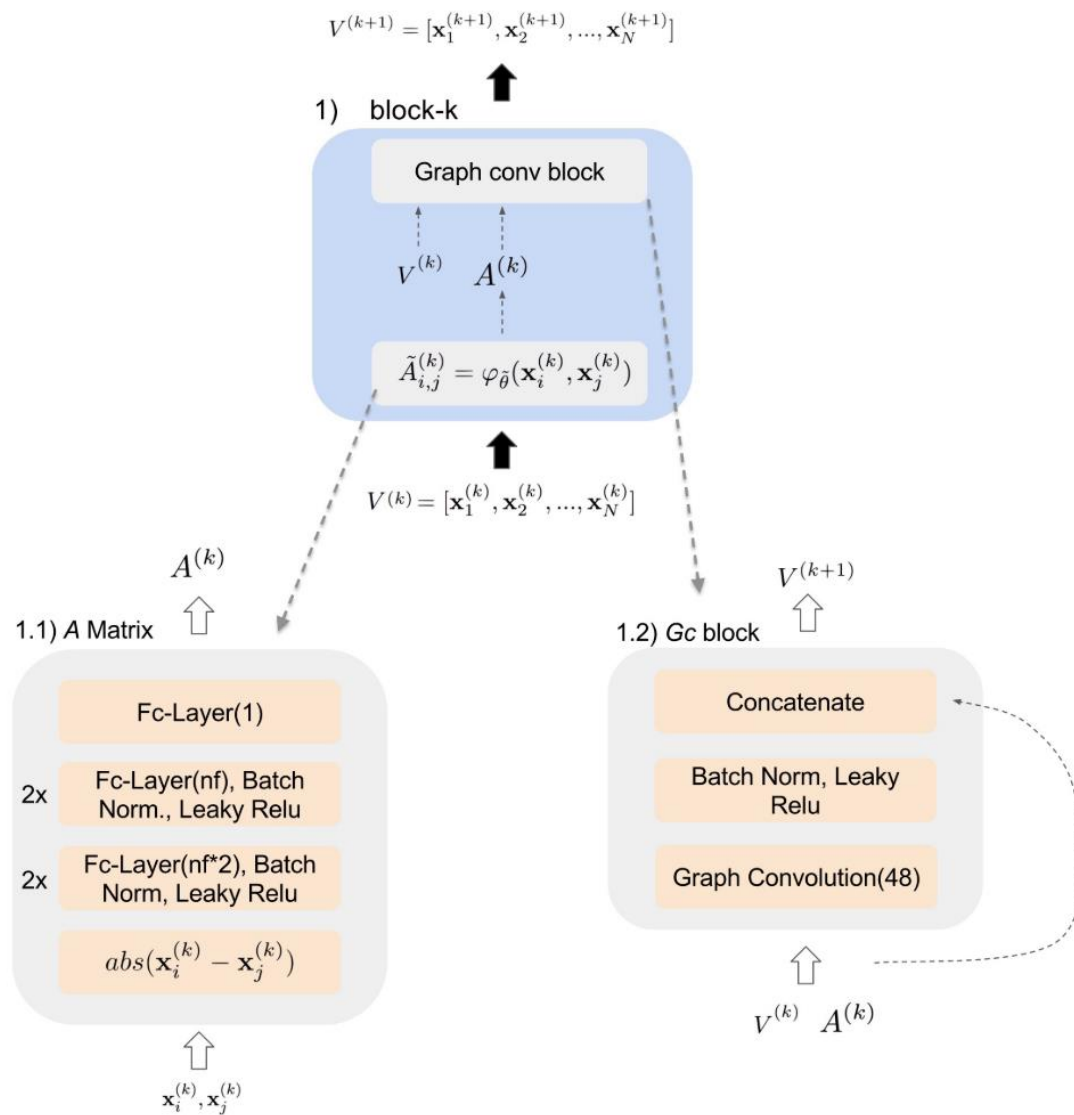 V^{(k+1)} = [𝐱_1^{(k+1)}, 𝐱_2^{(k+1)}, ..., 𝐱_N^{(k+1)}]
1) block-k
Graph conv block
V^{(k)} A^{(k)}
Ã_{i,j}^{(k)} = φ_{θ̃}(𝐱_i^{(k)}, 𝐱_j^{(k)})
V^{(k)} = [𝐱_1^{(k)}, 𝐱_2^{(k)}, ..., 𝐱_N^{(k)}]
A^{(k)}
1.1) A Matrix
Fc-Layer(1)
2x
Fc-Layer(nf), Batch
Norm., Leaky Relu
2x
Fc-Layer(nf*2), Batch
Norm, Leaky Relu
abs(𝐱_i^{(k)} − 𝐱_j^{(k)})
𝐱_i^{(k)}, 𝐱_j^{(k)}
V^{(k+1)}
1.2) Gc block
Concatenate
Batch Norm, Leaky
Relu
Graph Convolution(48)
V^{(k)} A^{(k)}